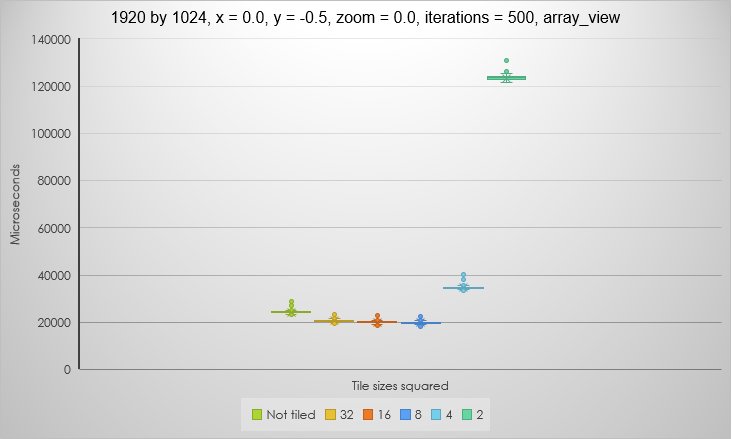 1920 by 1024, x = 0.0, y = -0.5, zoom = 0.0, iterations = 500, array_view
140000
120000
100000
80000
60000
40000
20000
0
Microseconds
Tile sizes squared
Not tiled 32 16 8 4 2